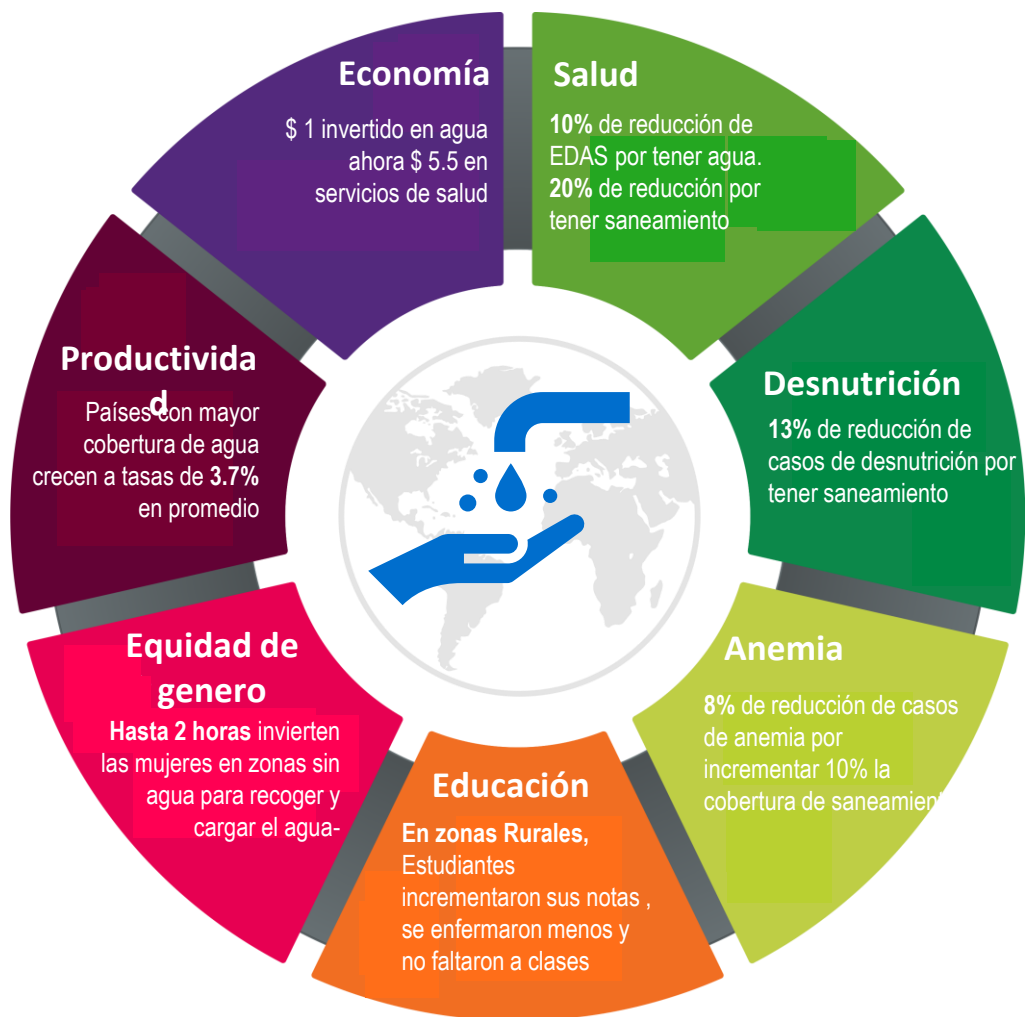 Economía
$ 1 invertido en agua
ahora $ 5.5 en
servicios de salud
Salud
10% de reducción de
EDAS por tener agua.
20% de reducción por
tener saneamiento
Desnutrición
13% de reducción de
casos de desnutrición por
tener saneamiento
Anemia
8% de reducción de casos
de anemia por
incrementar 10% la
cobertura de saneamien
Educación
En zonas Rurales,
Estudiantes
incrementaron sus notas ,
se enfermaron menos y
no faltaron a clases
Equidad de
genero
Hasta 2 horas invierten
las mujeres en zonas sin
agua para recoger y
cargar el agua-
Productivida
d
Países con mayor
cobertura de agua
crecen a tasas de 3.7%
en promedio